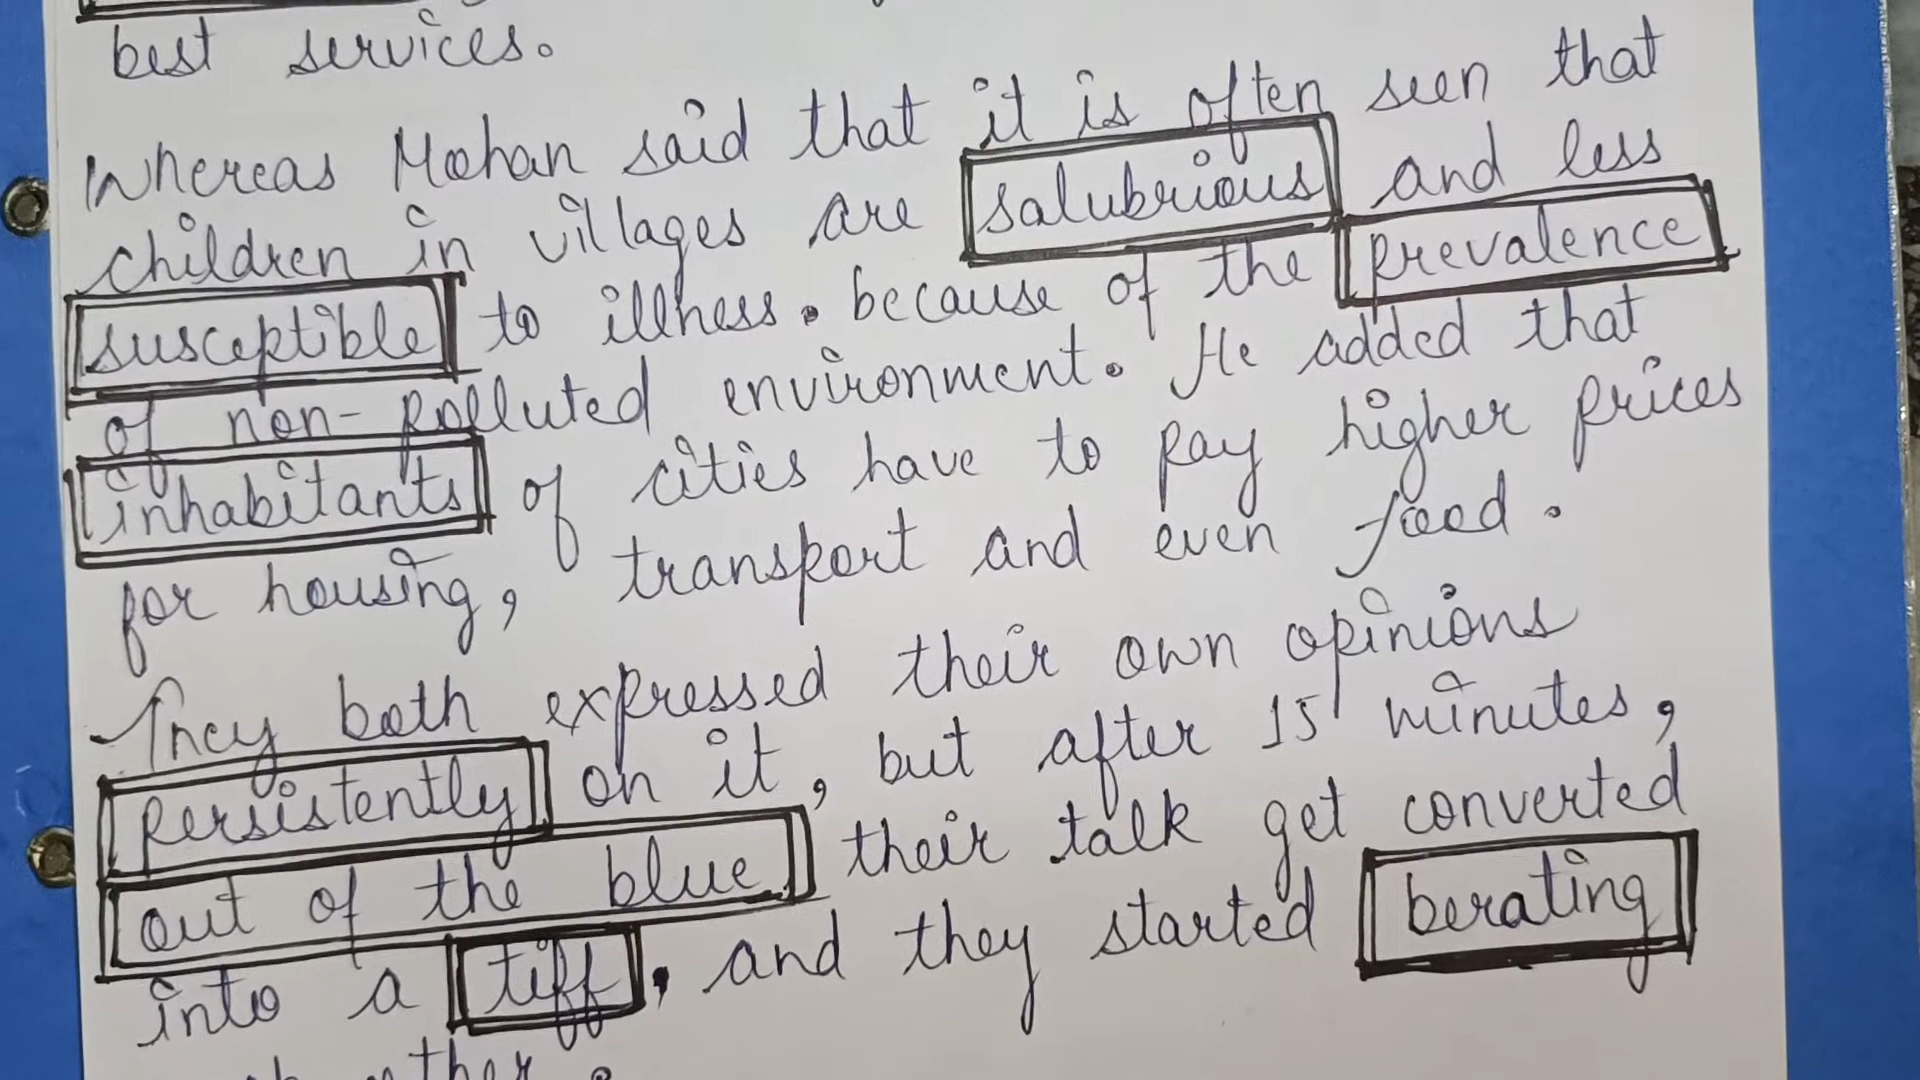 best services.
Whereas Mohan said that it is often seen that
children in villages are salubrious and less
susceptible to illness. because of the prevalence
of non-polluted environment. He added that
inhabitants of cities have to pay higher prices
for housing, transport and even food.
They both expressed their own opinions
persistently on it, but after 15 minutes,
out of the blue their talk get converted
into a tiff, and they started berating
other.